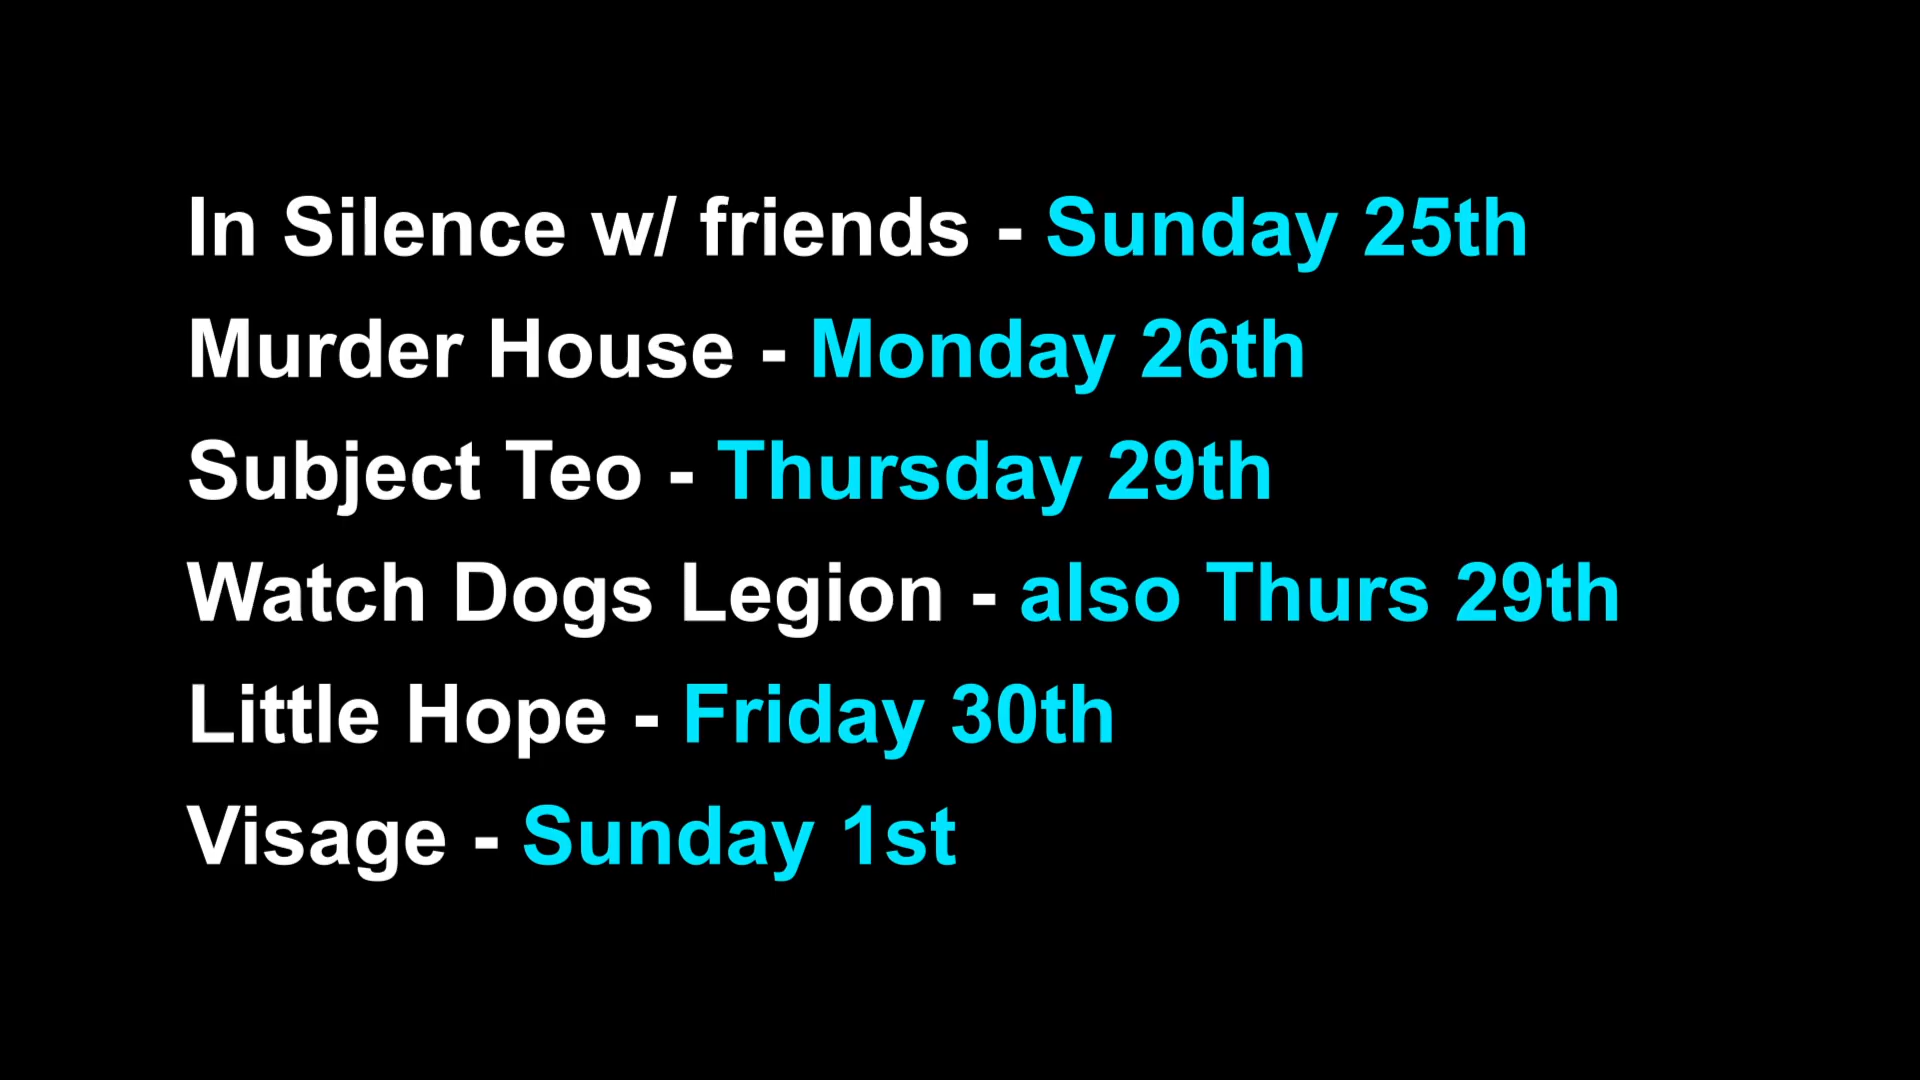 In Silence w/ friends - Sunday 25th
Murder House - Monday 26th
Subject Teo - Thursday 29th
Watch Dogs Legion - also Thurs 29th
Little Hope - Friday 30th
Visage - Sunday 1st